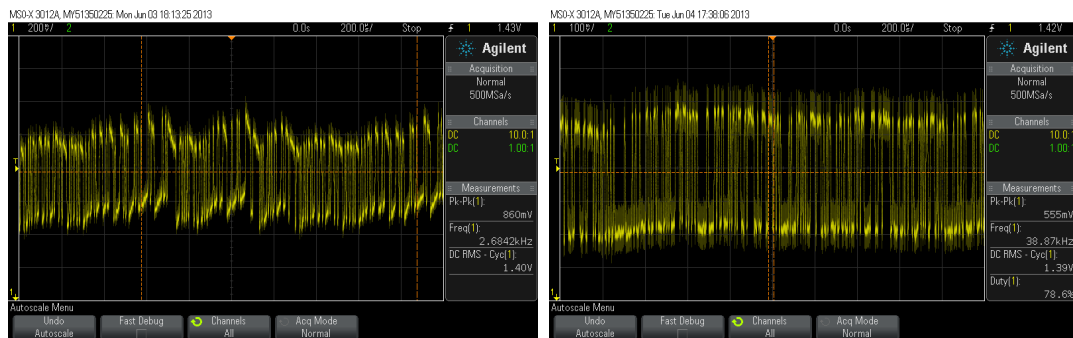 MSO-X 3012A, MY51350225: Mon Jun 03 18:13:25 2013
1 200V/ 2 0.0s 200.0s/ Stop 1 1.43V
Agilent
Acquisition
Normal
500MSa/s
Channels
DC 10.0:1
DC 1.00:1
Measurements
Pk-Pk(1):
860mV
Freq(1):
2.6842kHz
DC RMS - Cyc(1):
1.40V
Autoscale Menu
Undo Autoscale
Fast Debug
Channels All
Acq Mode Normal
MSO-X 3012A, MY51350225: Tue Jun 04 17:38:06 2013
1 100V/ 2 0.0s 200.0s/ Stop 1 1.42V
Agilent
Acquisition
Normal
500MSa/s
Channels
DC 10.0:1
DC 1.00:1
Measurements
Pk-Pk(1):
555mV
Freq(1):
38.87kHz
DC RMS - Cyc(1):
1.39V
Duty(1):
78.6%
Autoscale Menu
Undo Autoscale
Fast Debug
Channels All
Acq Mode Normal